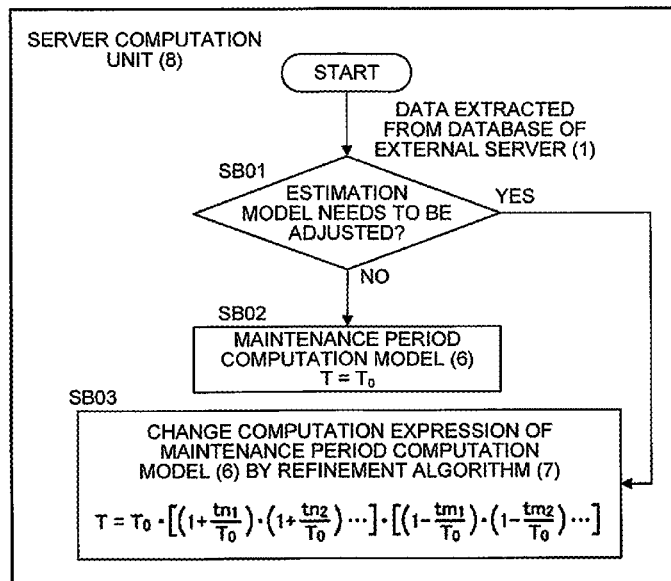 SERVER COMPUTATION
UNIT (8)
START
DATA EXTRACTED
FROM DATABASE OF
EXTERNAL SERVER (1)
SB01
ESTIMATION
MODEL NEEDS TO BE
ADJUSTED?
YES
NO
SB02
MAINTENANCE PERIOD
COMPUTATION MODEL (6)
T = T₀
SB03
CHANGE COMPUTATION EXPRESSION OF
MAINTENANCE PERIOD COMPUTATION
MODEL (6) BY REFINEMENT ALGORITHM (7)
T = T₀ · [(1+tn₁/T₀) · (1+tn₂/T₀) ···] · [(1-tm₁/T₀) · (1-tm₂/T₀) ···]